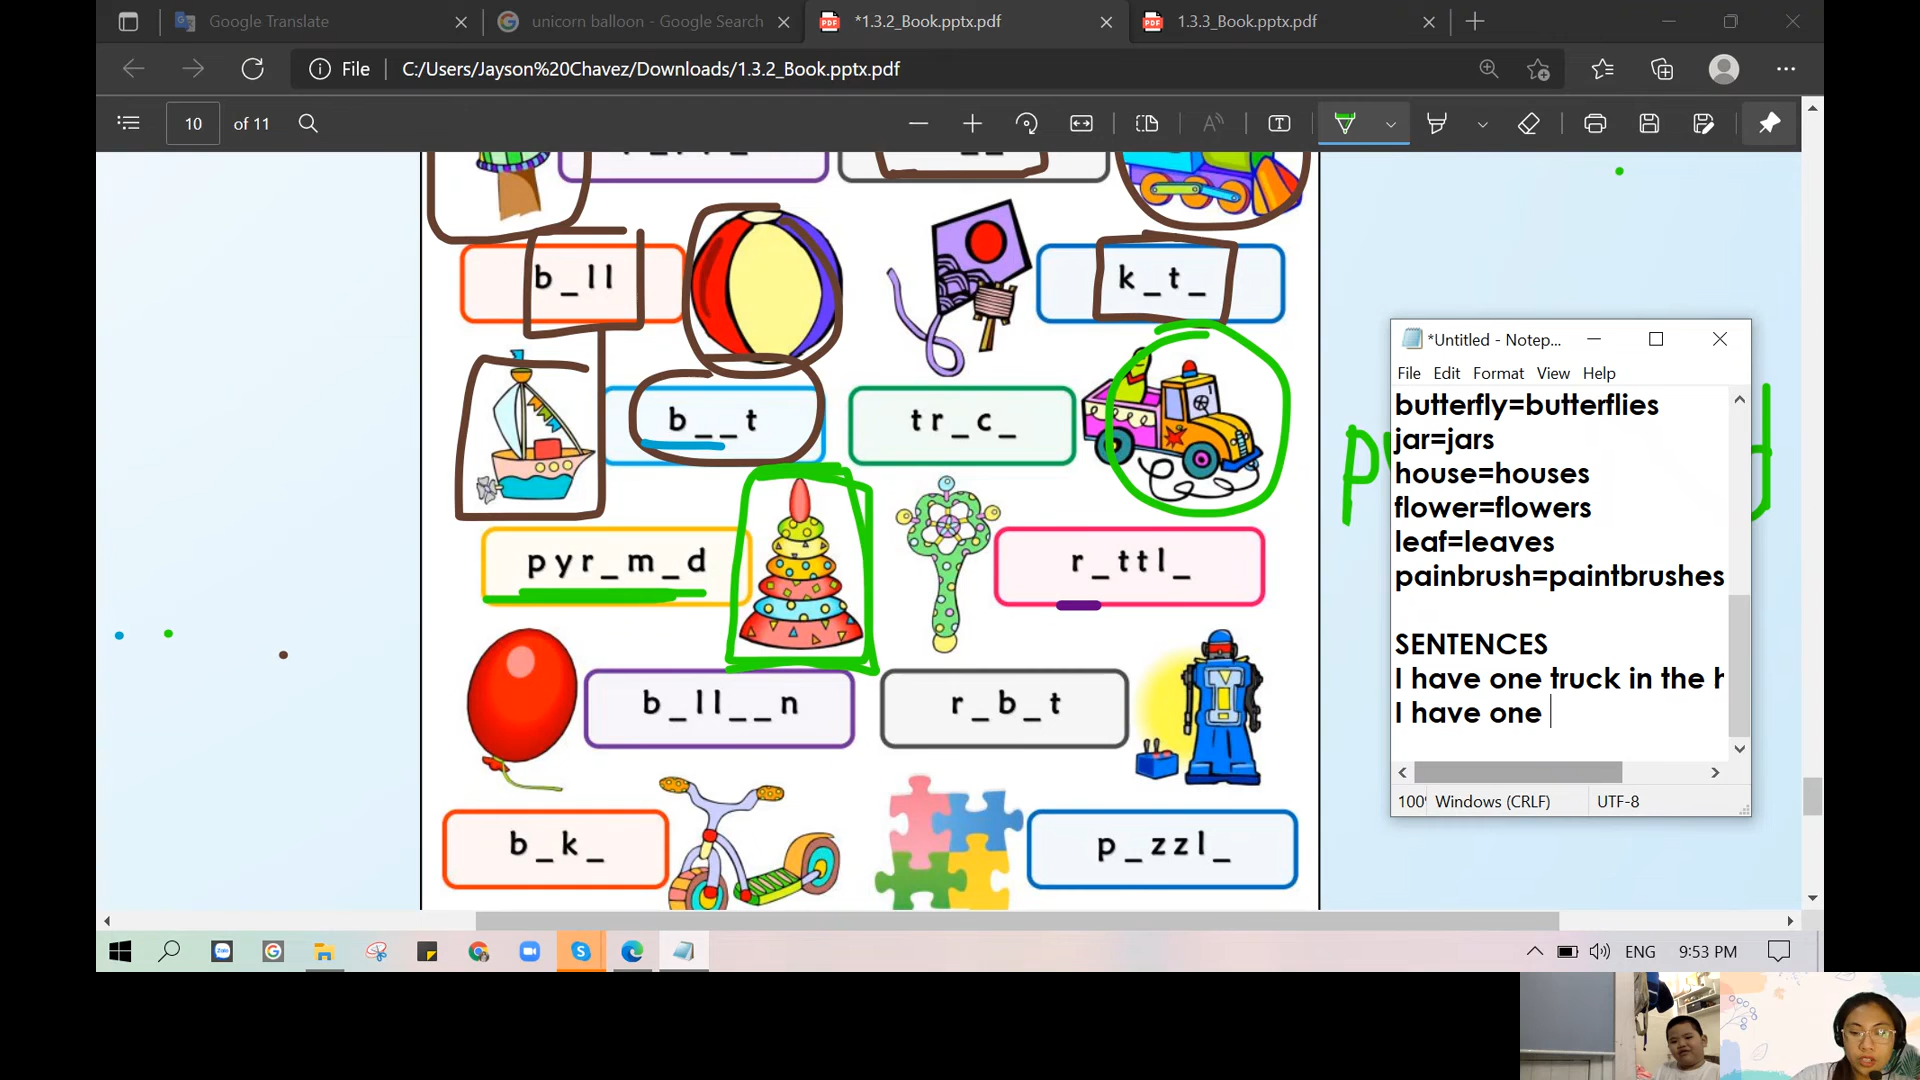 Google Translate
unicorn balloon - Google Search
*1.3.2_Book.pptx.pdf
1.3.3_Book.pptx.pdf
File
C:/Users/Jayson%20Chavez/Downloads/1.3.2_Book.pptx.pdf
10 of 11
b_ll
k_t_
b__t
tr_c_
pyr_m_d
r_ttl_
b_ll__n
r_b_t
b_k_
p_zzl_
*Untitled - Notep...
File Edit Format View Help
butterfly=butterflies
jar=jars
house=houses
flower=flowers
leaf=leaves
painbrush=paintbrushes
SENTENCES
I have one truck in the
I have one
Windows (CRLF)
UTF-8
Zalo
ENG
9:53 PM